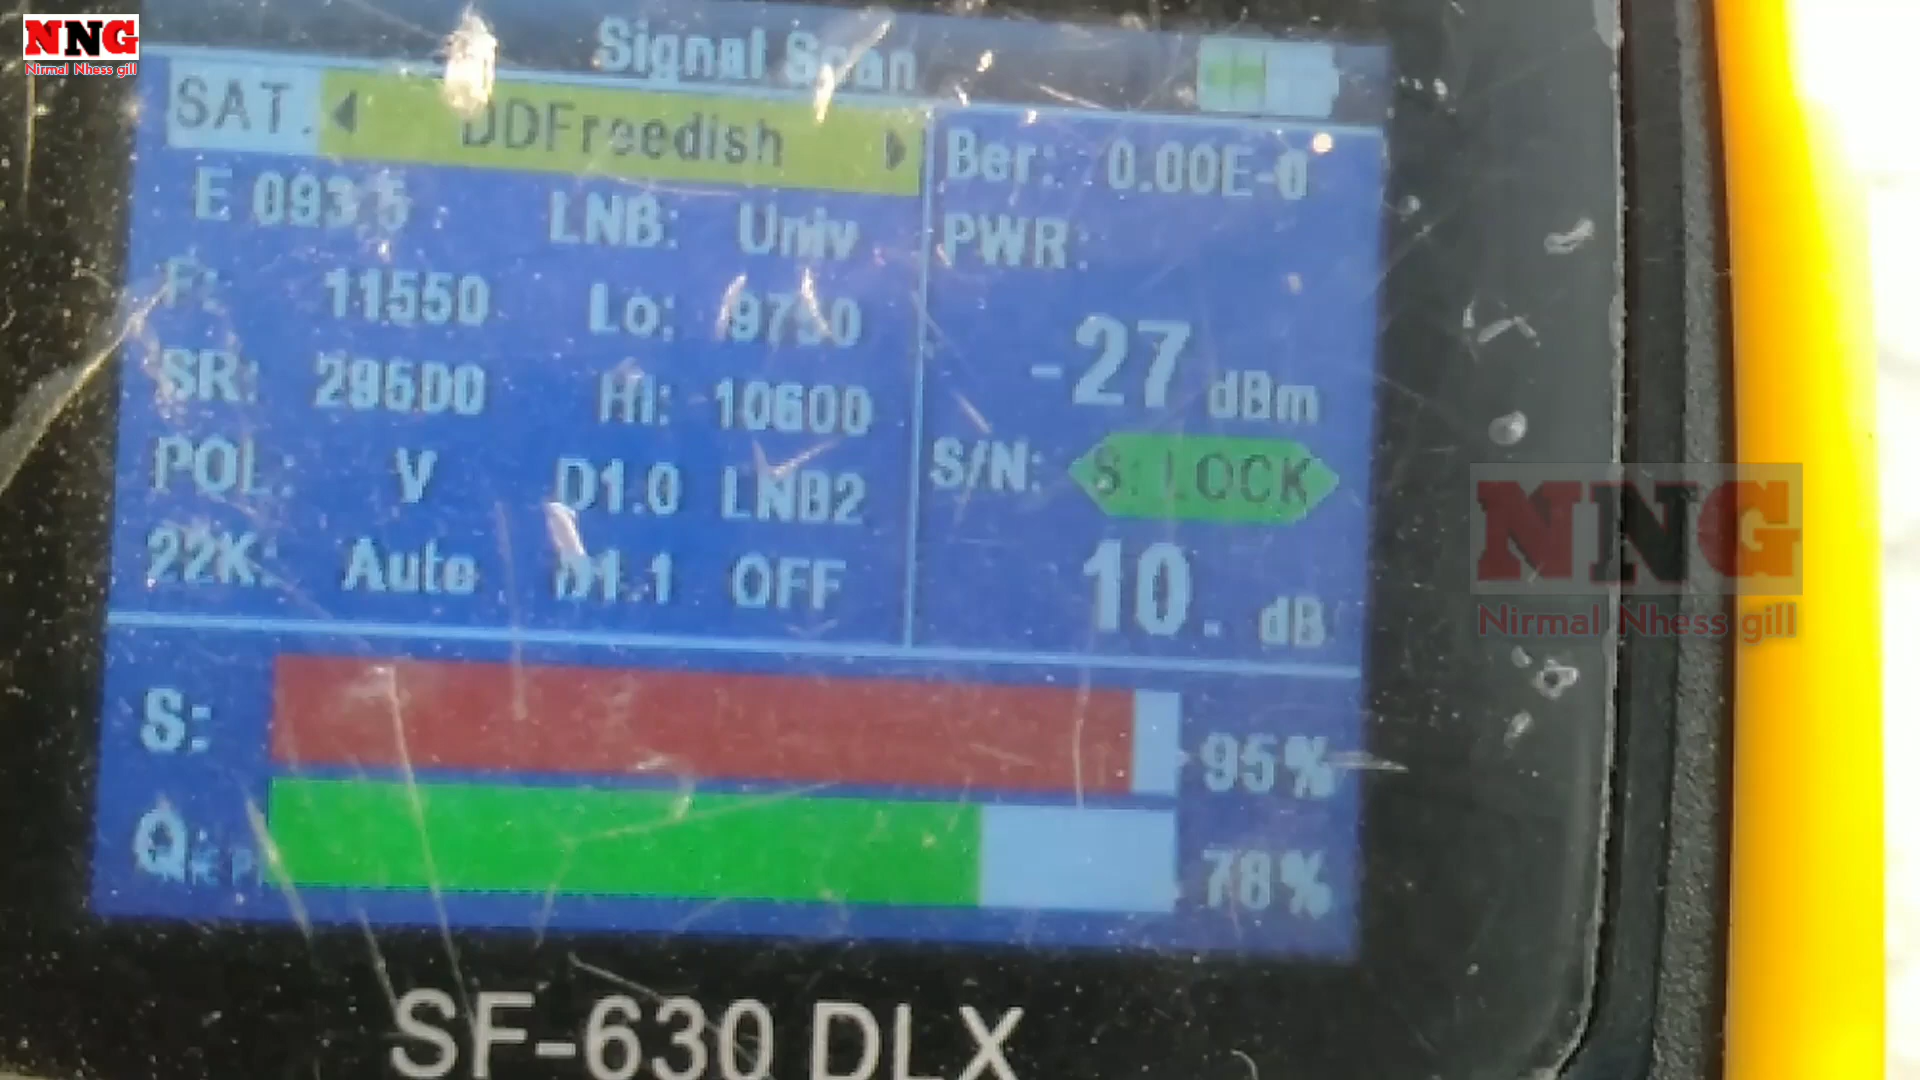 NNG
Nirmal Nhess gill
Signal Scan
SAT. DDFreedish
E 093.5 LNB: Univ
F: 11550 Lo: 9750
SR: 29500 Hi: 10600
POL: V D1.0 LNB2
22K: Auto D1.1 OFF
Ber: 0.00E-0
PWR:
-27 dBm
S/N: S: LOCK
10. dB
S: 95%
Q: 78%
SF-630 DLX
NNG
Nirmal Nhess gill